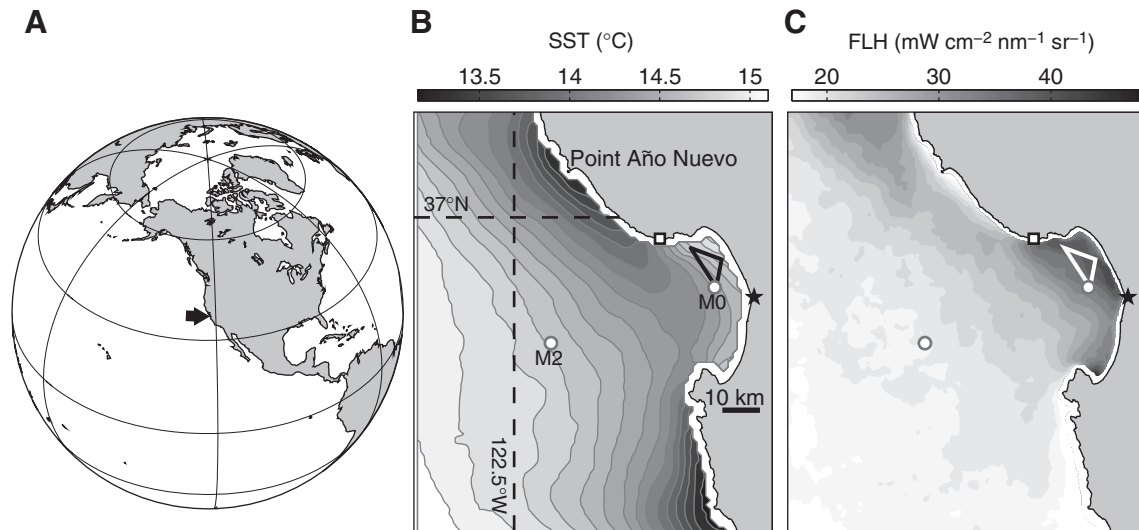 A
B
C
SST (°C)
FLH (mW cm⁻² nm⁻¹ sr⁻¹)
13.5 14 14.5 15
20 30 40
Point Año Nuevo
37°N
M0
M2
10 km
122.5°W